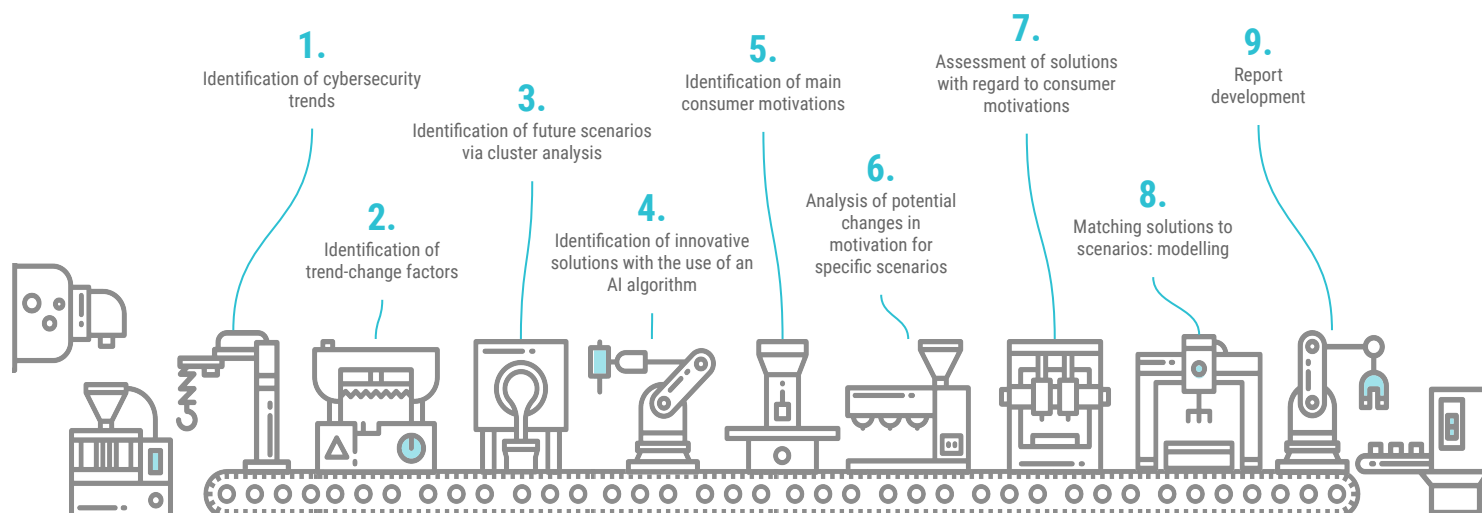 1.
Identification of cybersecurity
trends
2.
Identification of
trend-change factors
3.
Identification of future scenarios
via cluster analysis
4.
Identification of innovative
solutions with the use of an
AI algorithm
5.
Identification of main
consumer motivations
6.
Analysis of potential
changes in
motivation for
specific scenarios
7.
Assessment of solutions
with regard to consumer
motivations
8.
Matching solutions to
scenarios: modelling
9.
Report
development